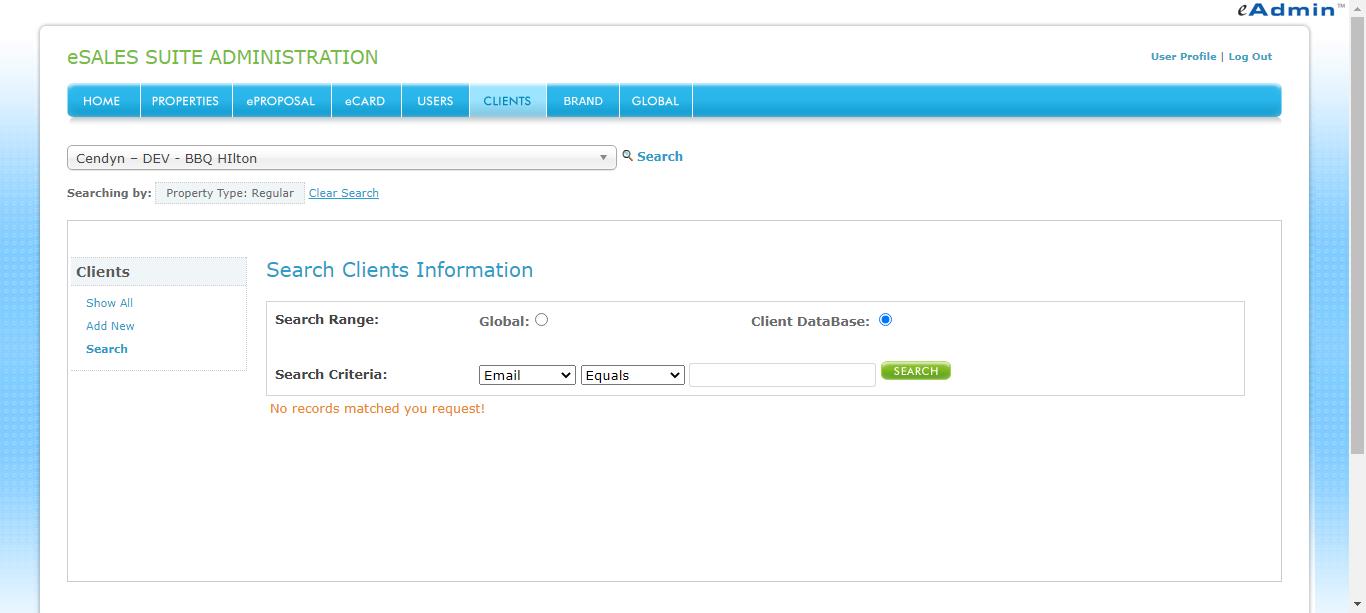 eAdmin™
eSALES SUITE ADMINISTRATION
User Profile | Log Out
HOME PROPERTIES ePROPOSAL eCARD USERS CLIENTS BRAND GLOBAL
Cendyn – DEV - BBQ HIlton
Search
Searching by: Property Type: Regular Clear Search
Clients
Show All
Add New
Search
Search Clients Information
Search Range: Global: Client DataBase:
Search Criteria: Email Equals SEARCH
No records matched you request!